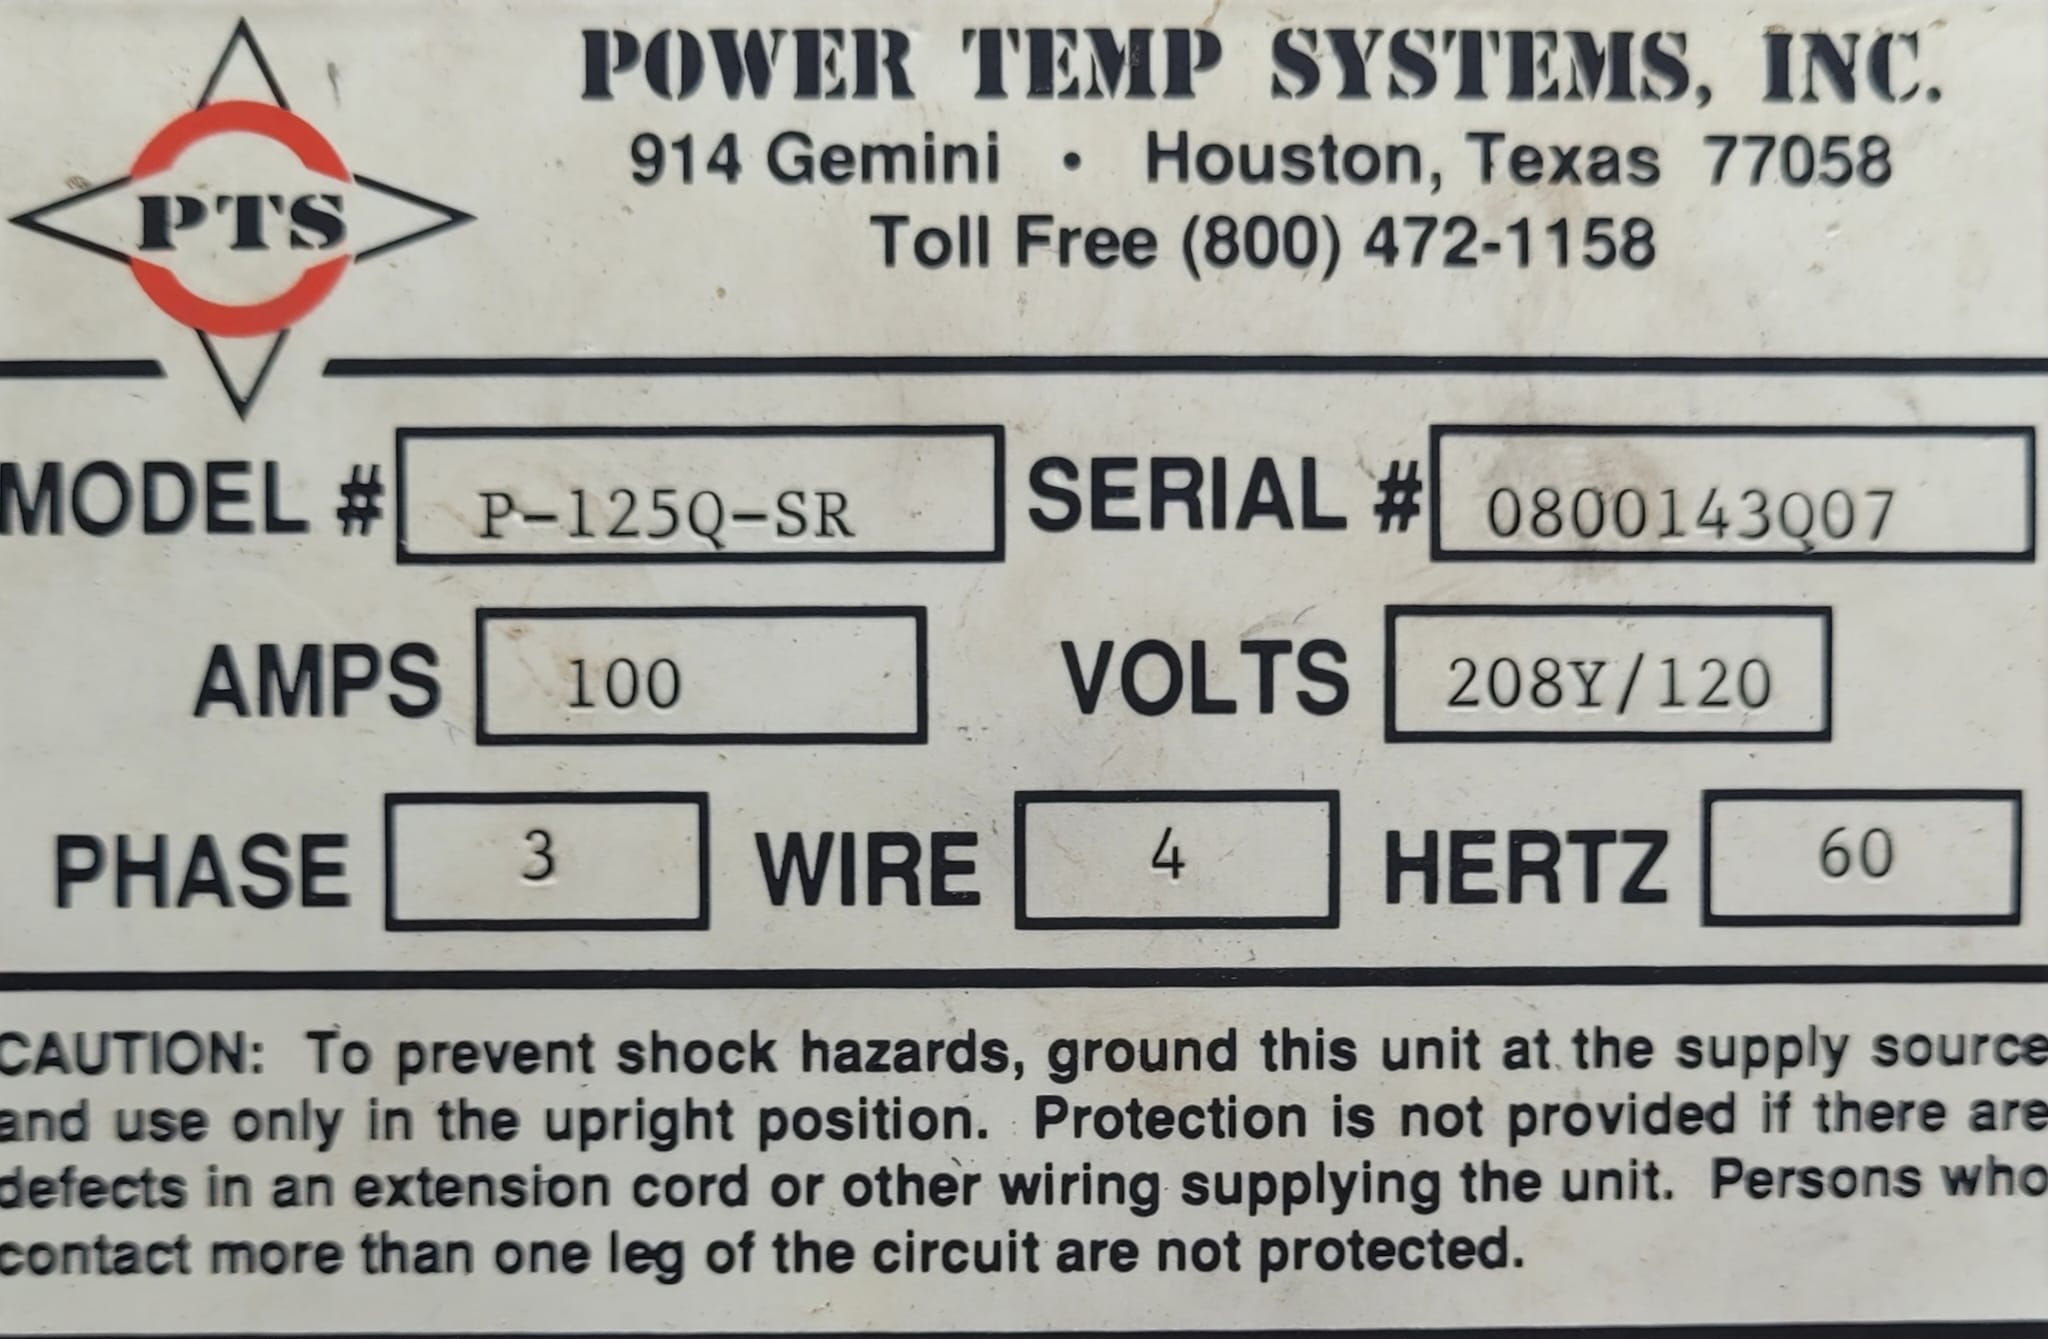 POWER TEMP SYSTEMS, INC.
914 Gemini • Houston, Texas 77058
Toll Free (800) 472-1158
PTS
MODEL # P-125Q-SR SERIAL # 0800143Q07
AMPS 100 VOLTS 208Y/120
PHASE 3 WIRE 4 HERTZ 60
CAUTION: To prevent shock hazards, ground this unit at the supply source
and use only in the upright position. Protection is not provided if there are
defects in an extension cord or other wiring supplying the unit. Persons who
contact more than one leg of the circuit are not protected.